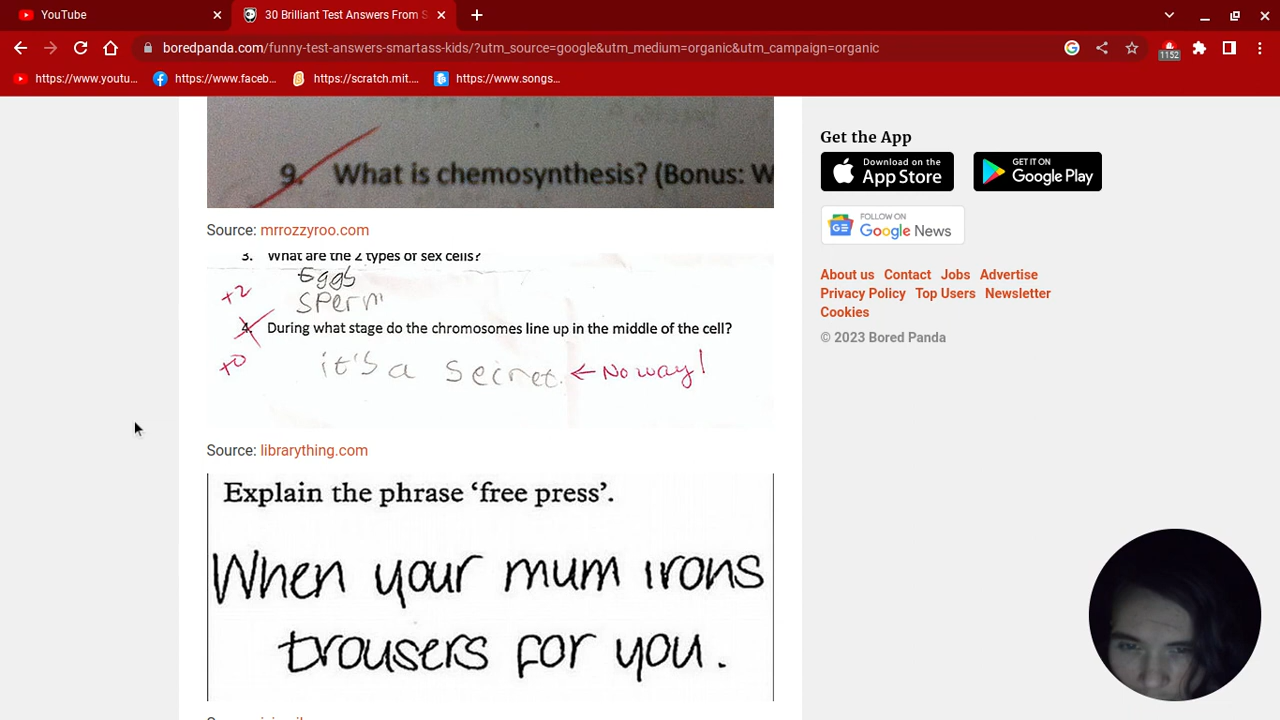 YouTube
30 Brilliant Test Answers From S
boredpanda.com/funny-test-answers-smartass-kids/?utm_source=google&utm_medium=organic&utm_campaign=organic
1152
https://www.youtu...
https://www.faceb...
https://scratch.mit....
https://www.songs...
9. What is chemosynthesis? (Bonus: W
Source: mrrozzyroo.com
3. What are the 2 types of sex cells?
Eggs
+2
Sperm
4. During what stage do the chromosomes line up in the middle of the cell?
+0
it's a secret. ← No way!
Source: librarything.com
Explain the phrase ‘free press’.
When your mum irons
trousers for you.
Get the App
Download on the
App Store
GET IT ON
Google Play
FOLLOW ON
Google News
About us Contact Jobs Advertise
Privacy Policy Top Users Newsletter
Cookies
© 2023 Bored Panda